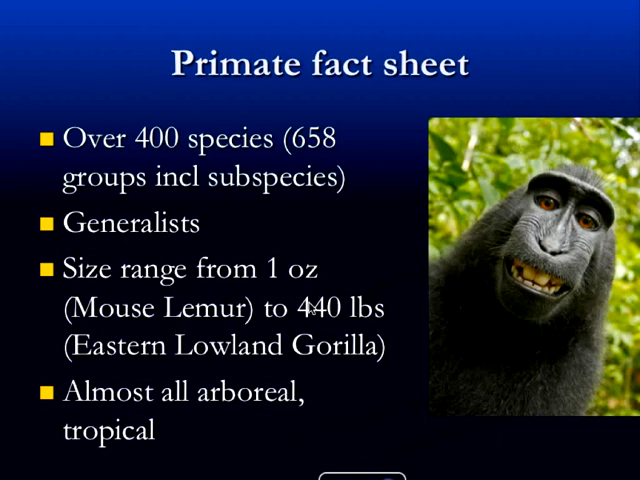 Primate fact sheet
Over 400 species (658
groups incl subspecies)
Generalists
Size range from 1 oz
(Mouse Lemur) to 440 lbs
(Eastern Lowland Gorilla)
Almost all arboreal,
tropical